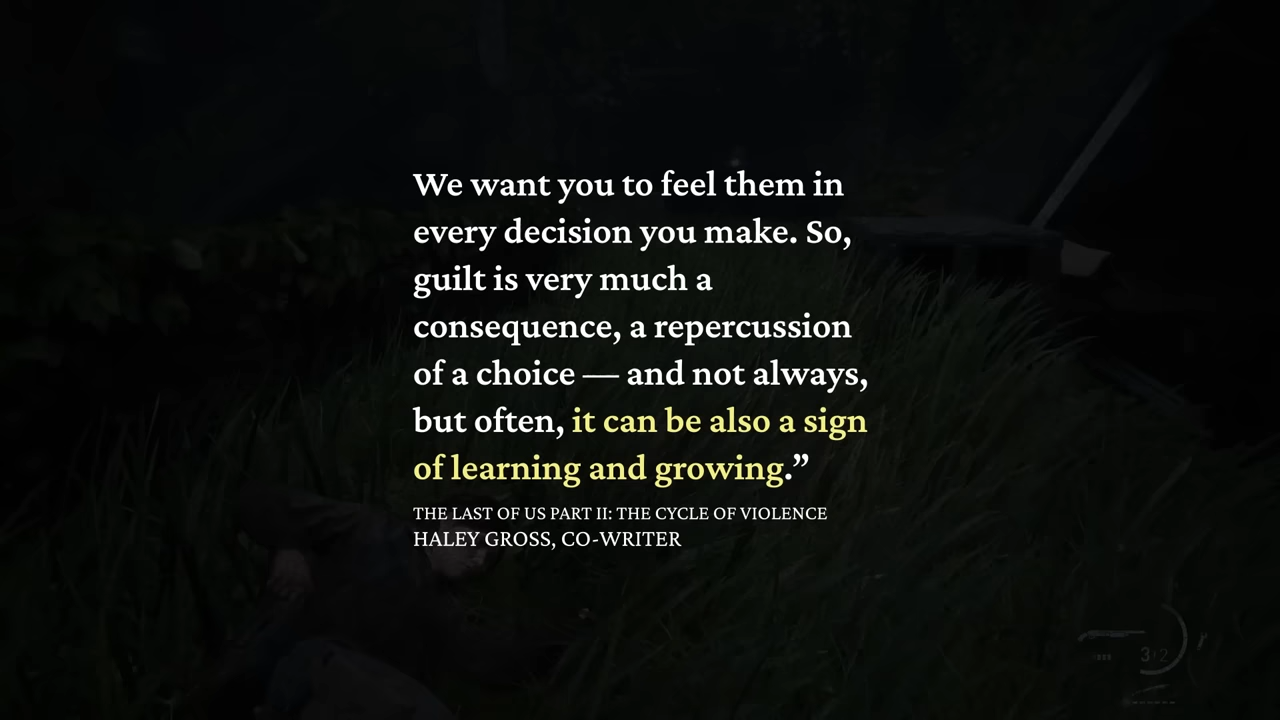 We want you to feel them in
every decision you make. So,
guilt is very much a
consequence, a repercussion
of a choice — and not always,
but often, it can be also a sign
of learning and growing.”
THE LAST OF US PART II: THE CYCLE OF VIOLENCE
HALEY GROSS, CO-WRITER
3 2